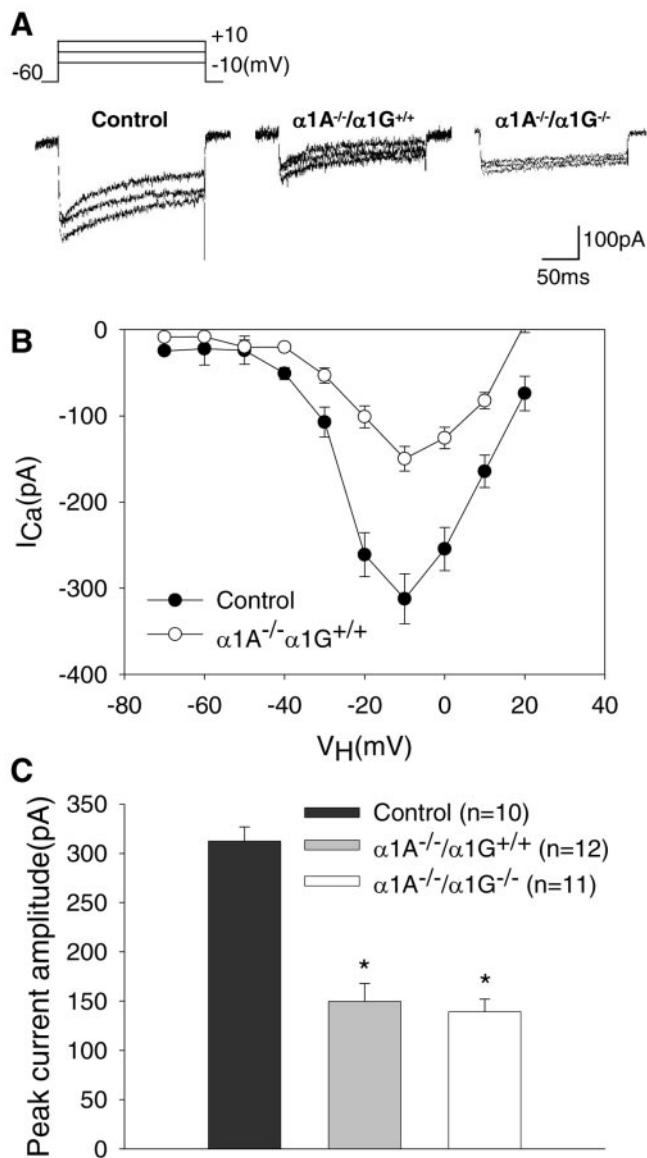 A
+10
-60
-10(mV)
Control
α1A-/-/α1G+/+
α1A-/-/α1G-/-
100pA
50ms
B
0
-100
-200
-300
-400
ICa(pA)
Control
α1A-/-α1G+/+
-80 -60 -40 -20 0 20 40
VH(mV)
C
350
300
250
200
150
100
50
0
Peak current amplitude(pA)
Control (n=10)
α1A-/-/α1G+/+ (n=12)
α1A-/-/α1G-/- (n=11)
* *